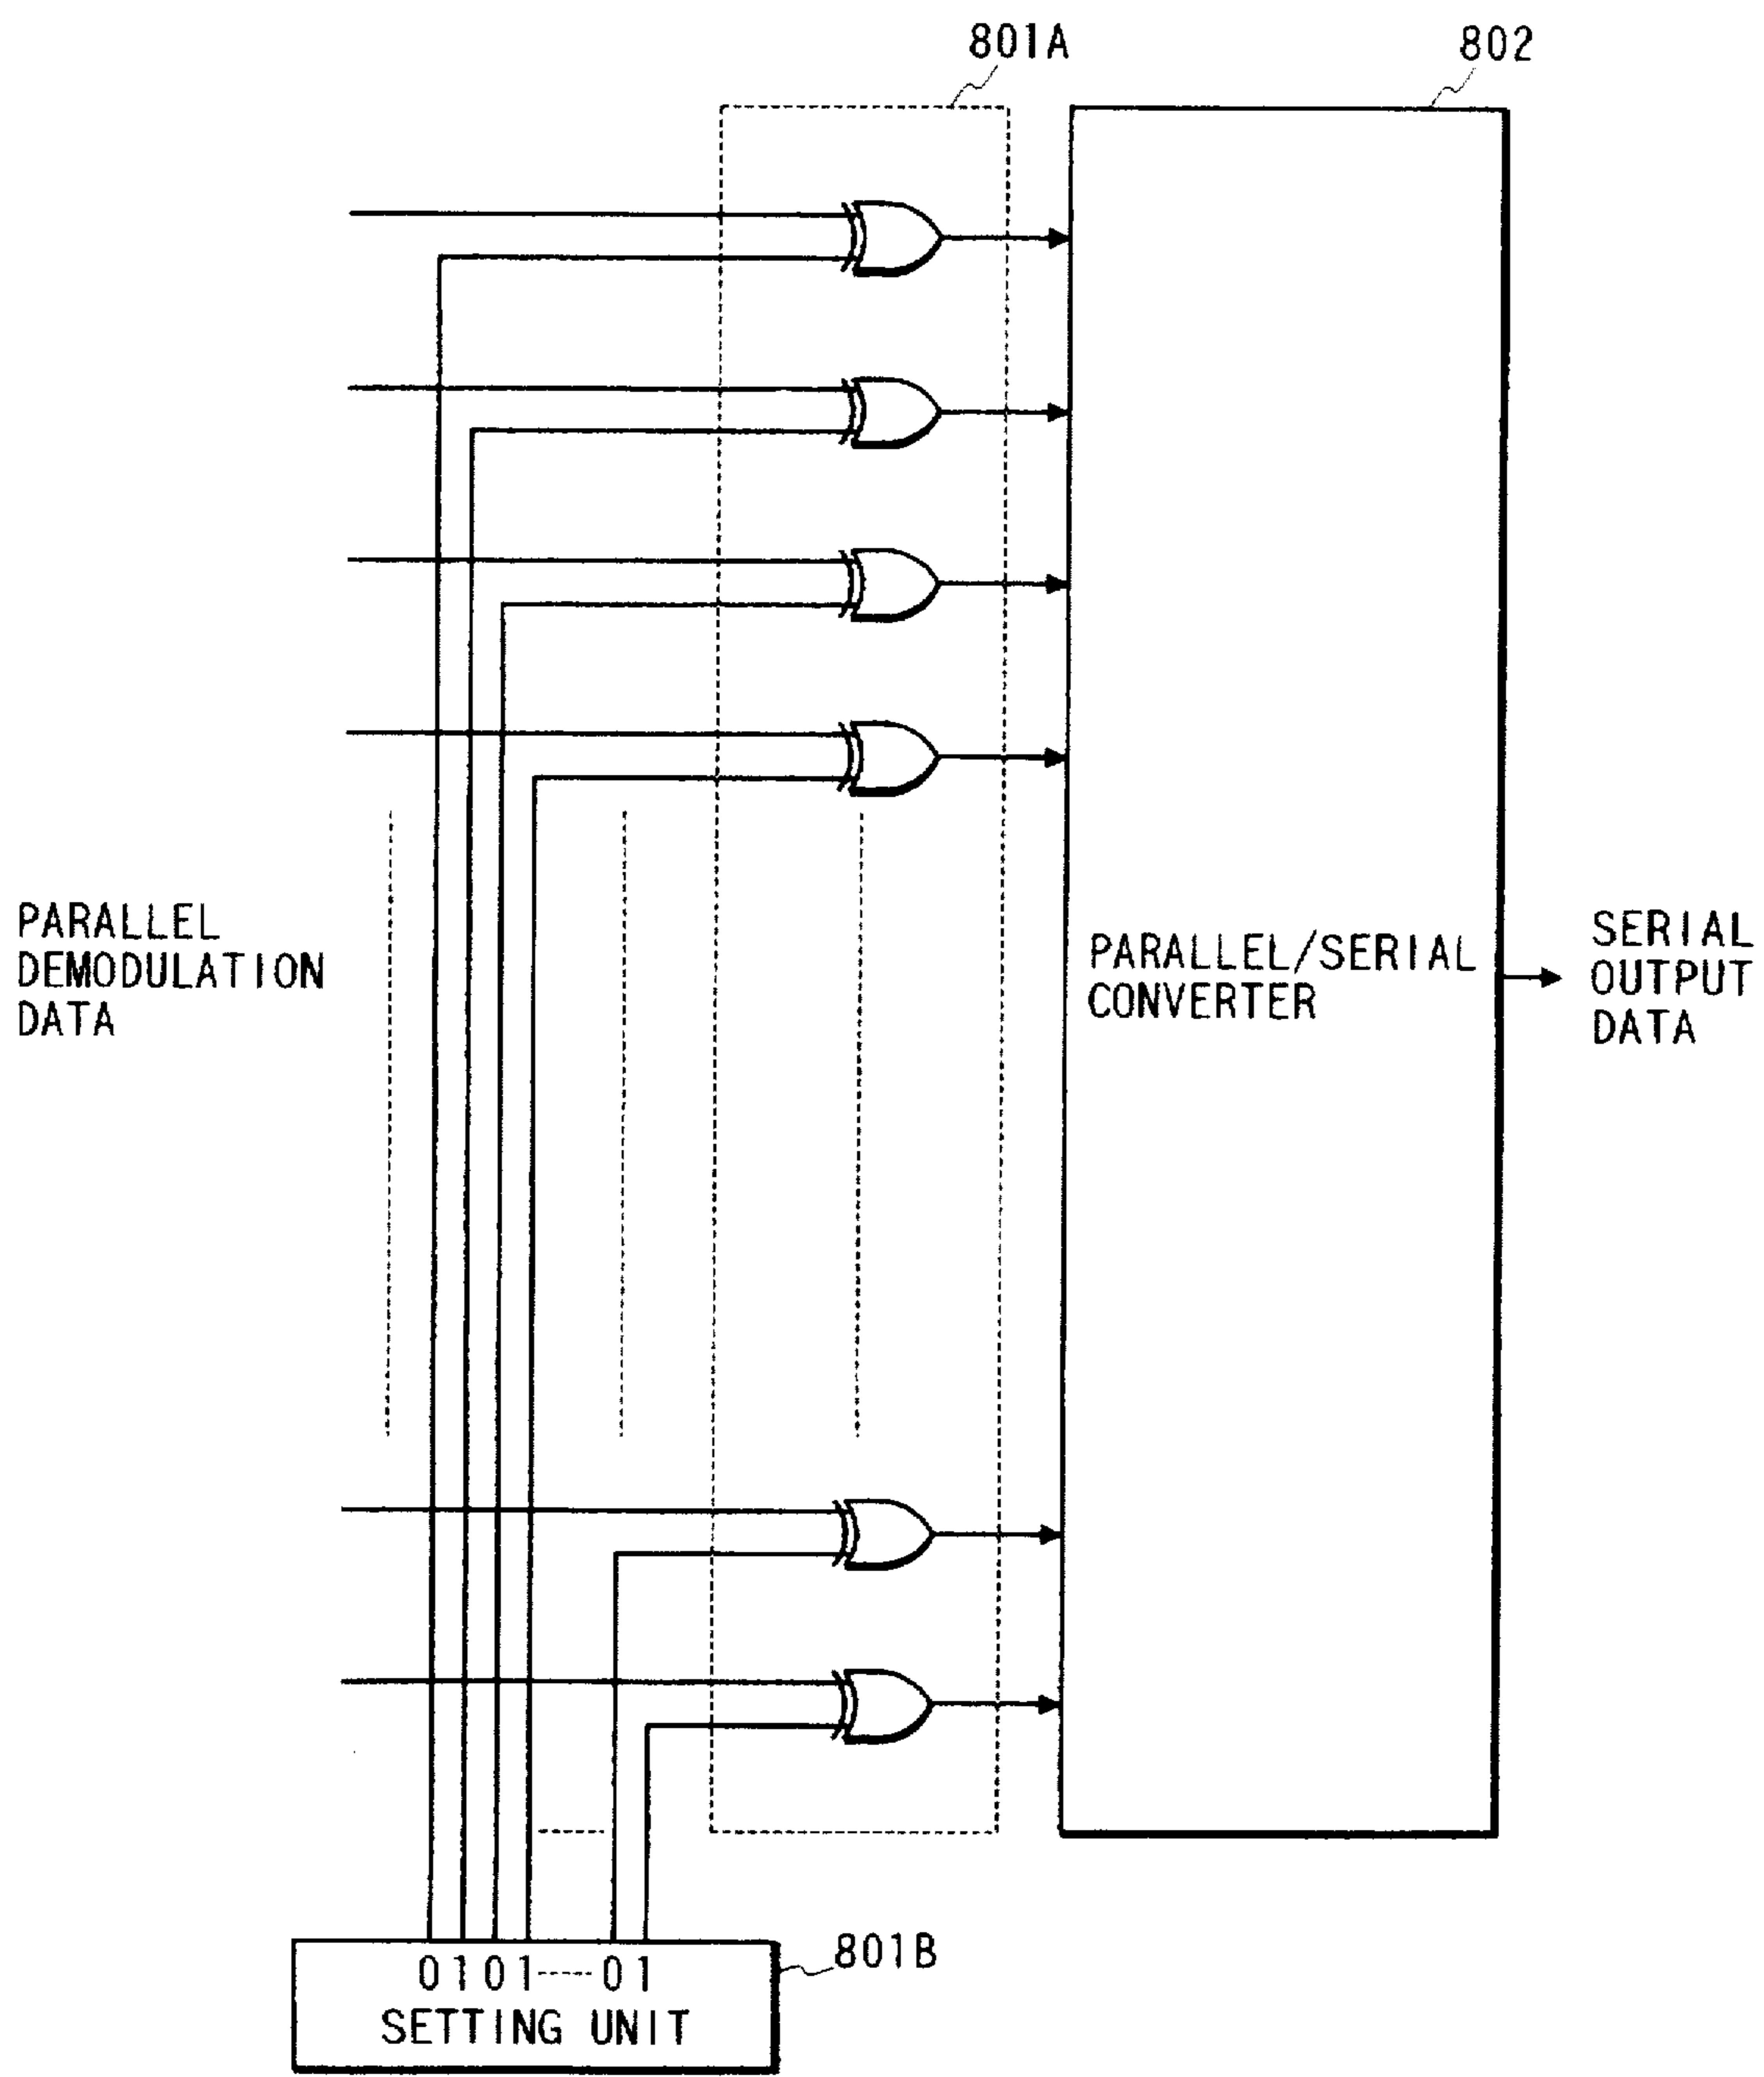 801A
802
PARALLEL
DEMODULATION
DATA
PARALLEL/SERIAL
CONVERTER
SERIAL
OUTPUT
DATA
0101-----01
SETTING UNIT
801B